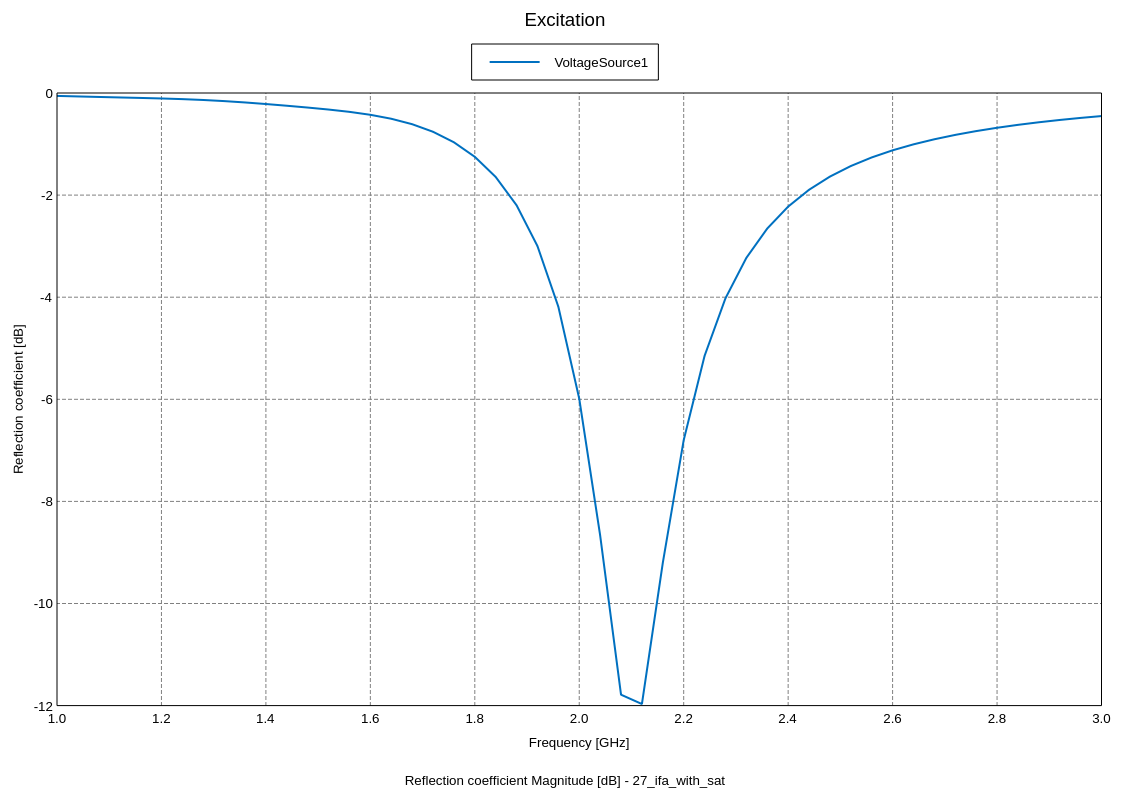 Excitation
VoltageSource1
Reflection coefficient [dB]
0
-2
-4
-6
-8
-10
-12
1.0 1.2 1.4 1.6 1.8 2.0 2.2 2.4 2.6 2.8 3.0
Frequency [GHz]
Reflection coefficient Magnitude [dB] - 27_ifa_with_sat